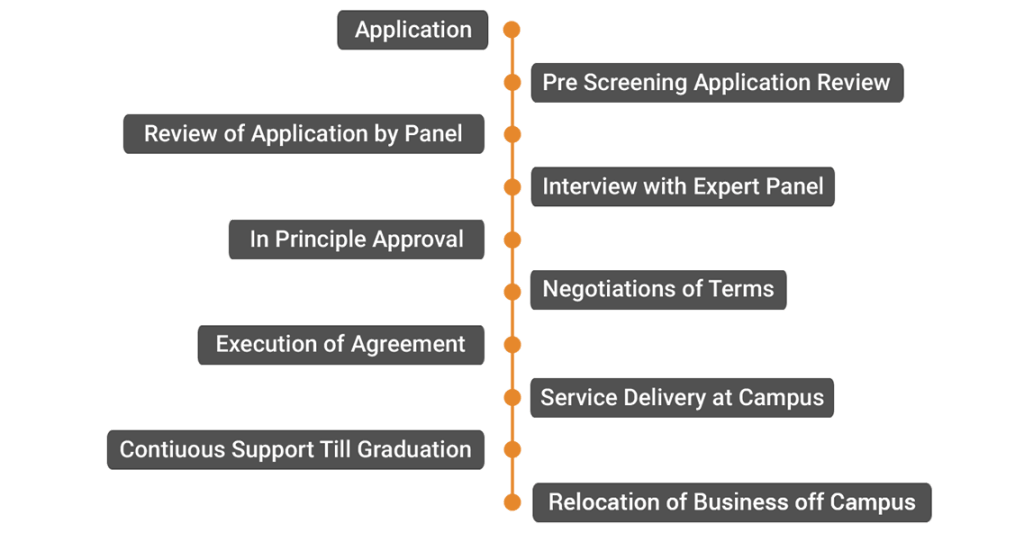 Application
Pre Screening Application Review
Review of Application by Panel
Interview with Expert Panel
In Principle Approval
Negotiations of Terms
Execution of Agreement
Service Delivery at Campus
Contiuous Support Till Graduation
Relocation of Business off Campus